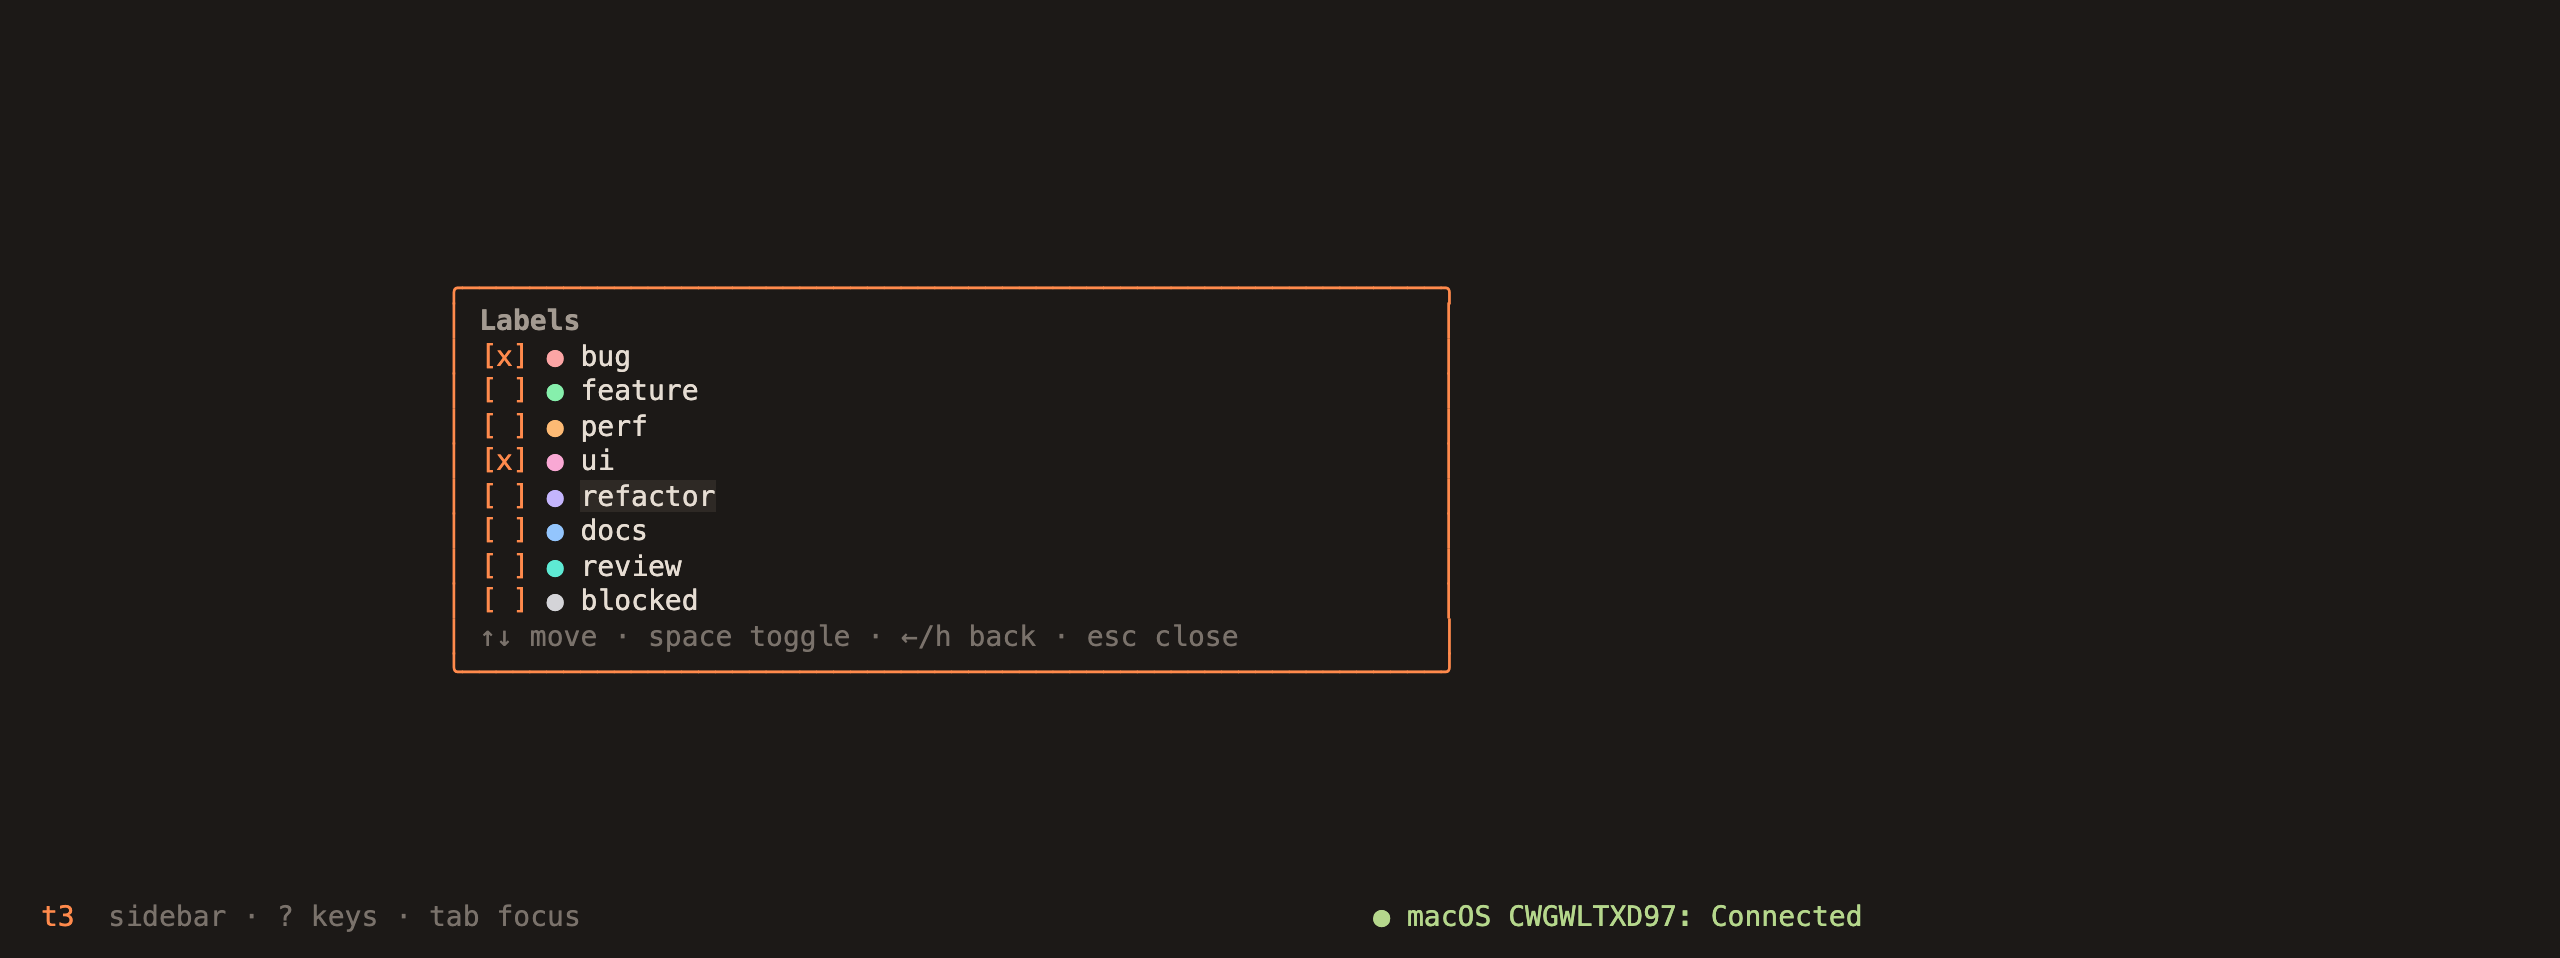 Labels
[x] ● bug
[ ] ● feature
[ ] ● perf
[x] ● ui
[ ] ● refactor
[ ] ● docs
[ ] ● review
[ ] ● blocked
↑↓ move · space toggle · ←/h back · esc close
t3 sidebar · ? keys · tab focus
● macOS CWGWLTXD97: Connected